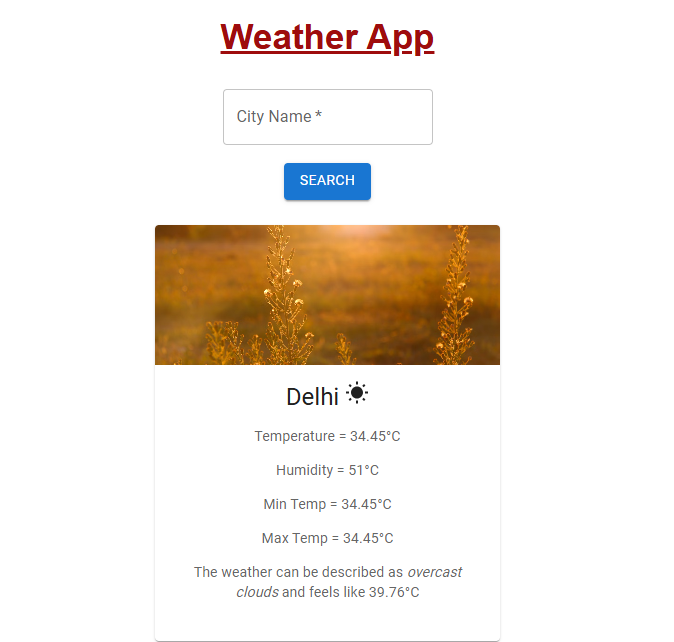 Weather App
City Name *
SEARCH
Delhi
Temperature = 34.45°C
Humidity = 51°C
Min Temp = 34.45°C
Max Temp = 34.45°C
The weather can be described as overcast
clouds and feels like 39.76°C